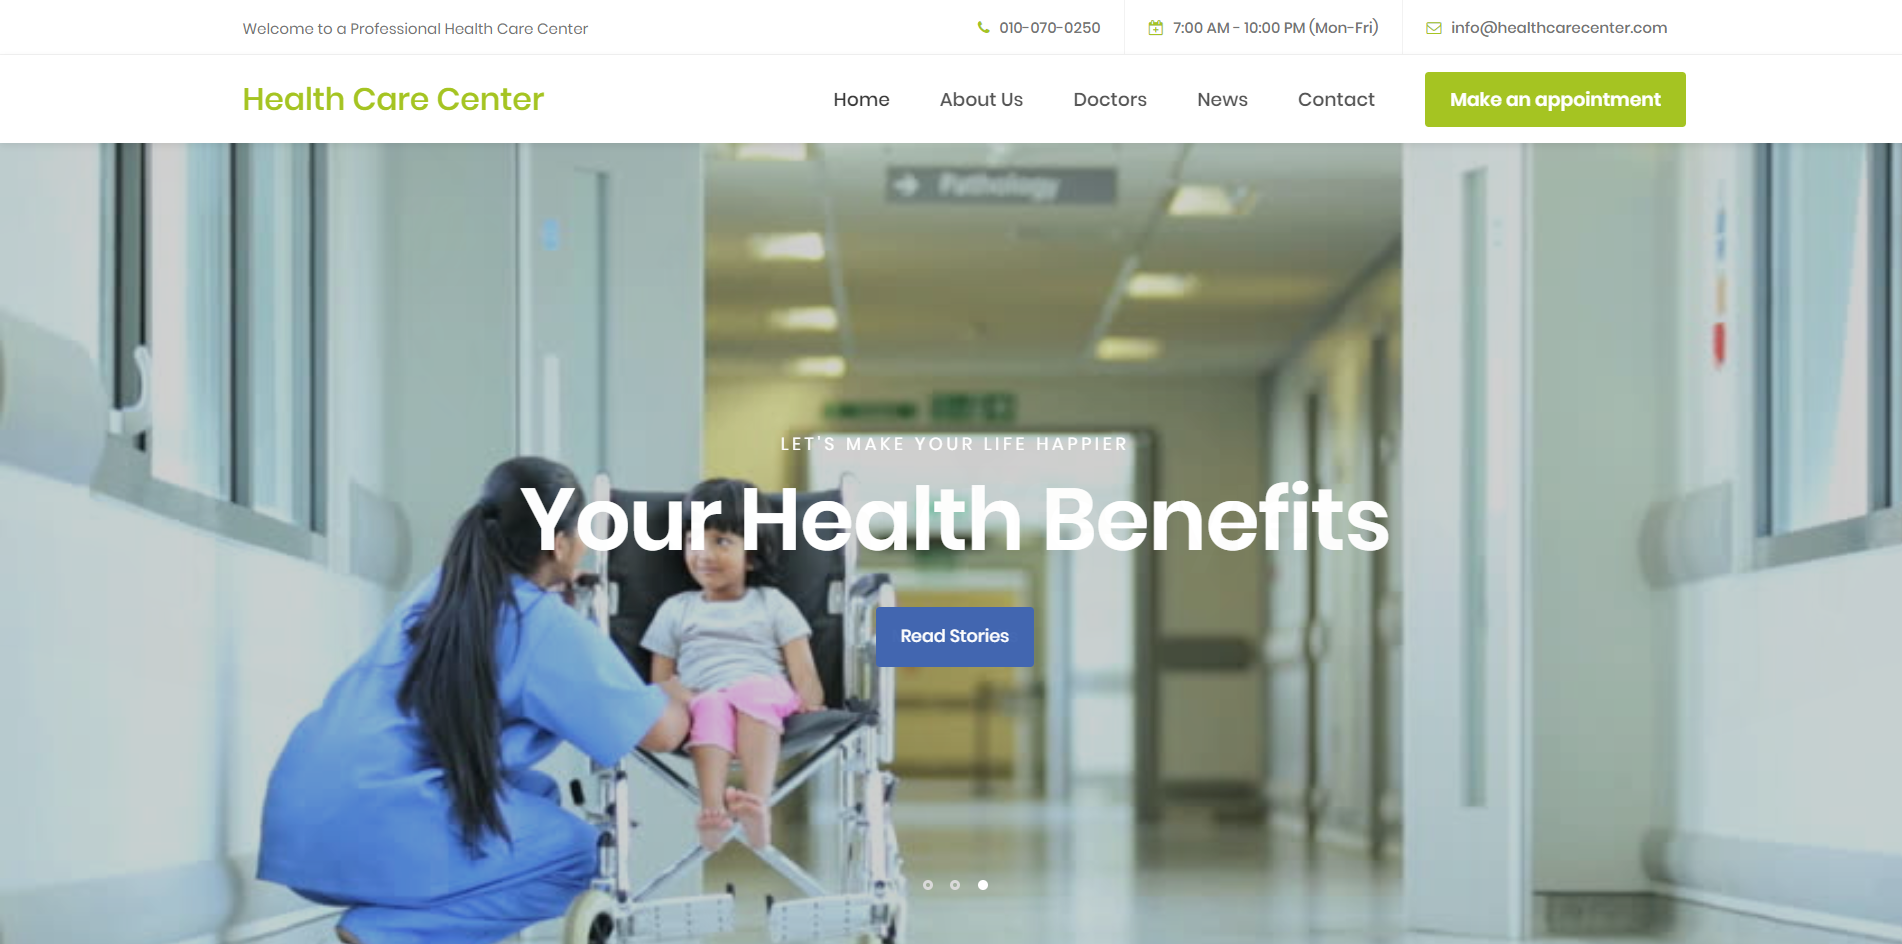 Welcome to a Professional Health Care Center
010-070-0250
7:00 AM - 10:00 PM (Mon-Fri)
info@healthcarecenter.com
Health Care Center
Home
About Us
Doctors
News
Contact
Make an appointment
Pathology
LET'S MAKE YOUR LIFE HAPPIER
Your Health Benefits
Read Stories